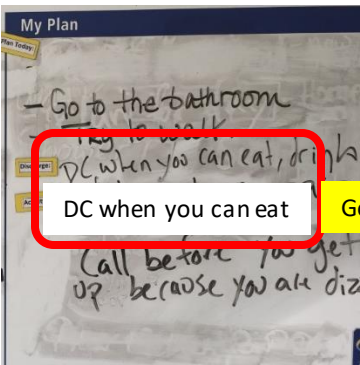 My Plan
Plan Today:
- Go to the bathroom
- Try to walk
Discharge:
- DC when you can eat, drink
DC when you can eat
Go
Call before you get
up because you are diz